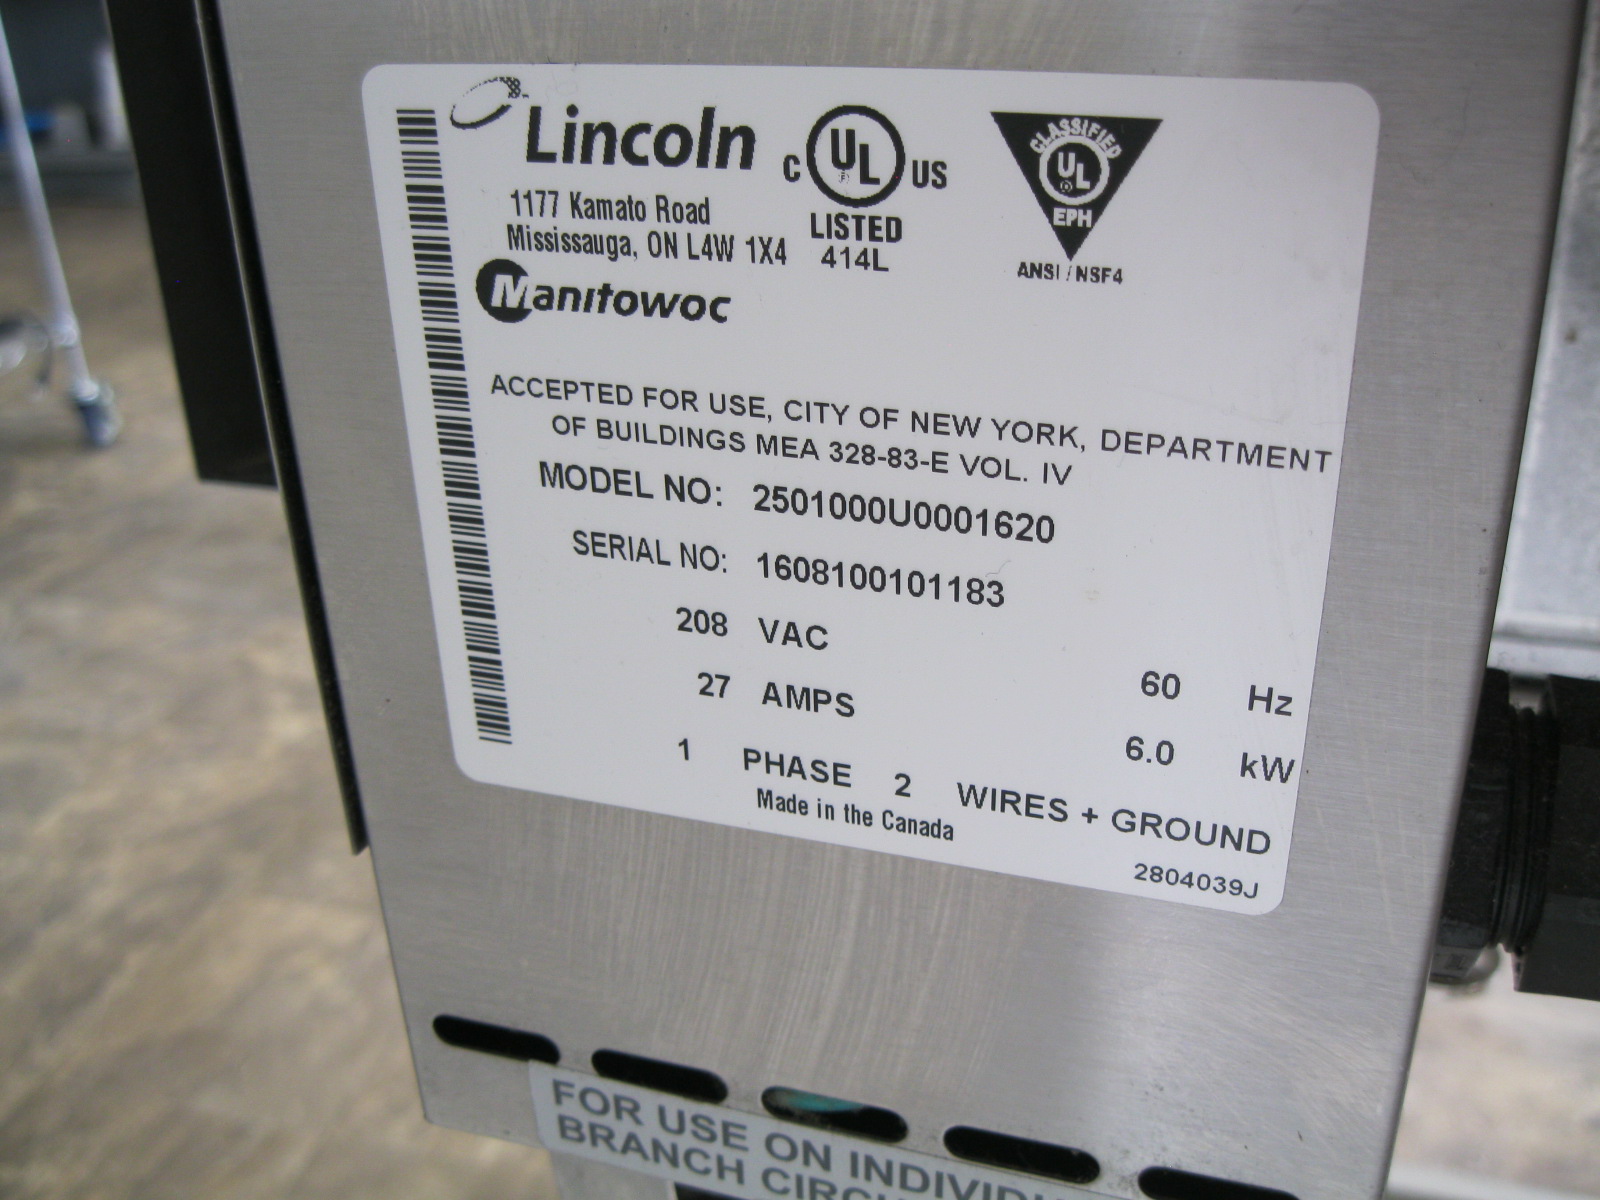 Lincoln
1177 Kamato Road
Mississauga, ON L4W 1X4
Manitowoc
C UL US
LISTED
414L
CLASSIFIED
UL
EPH
ANSI / NSF4
ACCEPTED FOR USE, CITY OF NEW YORK, DEPARTMENT
OF BUILDINGS MEA 328-83-E VOL. IV
MODEL NO: 2501000U0001620
SERIAL NO: 1608100101183
208 VAC 60 Hz
27 AMPS 6.0 kW
1 PHASE 2 WIRES + GROUND
Made in the Canada
2804039J
FOR USE ON INDIVID
BRANCH CIRC